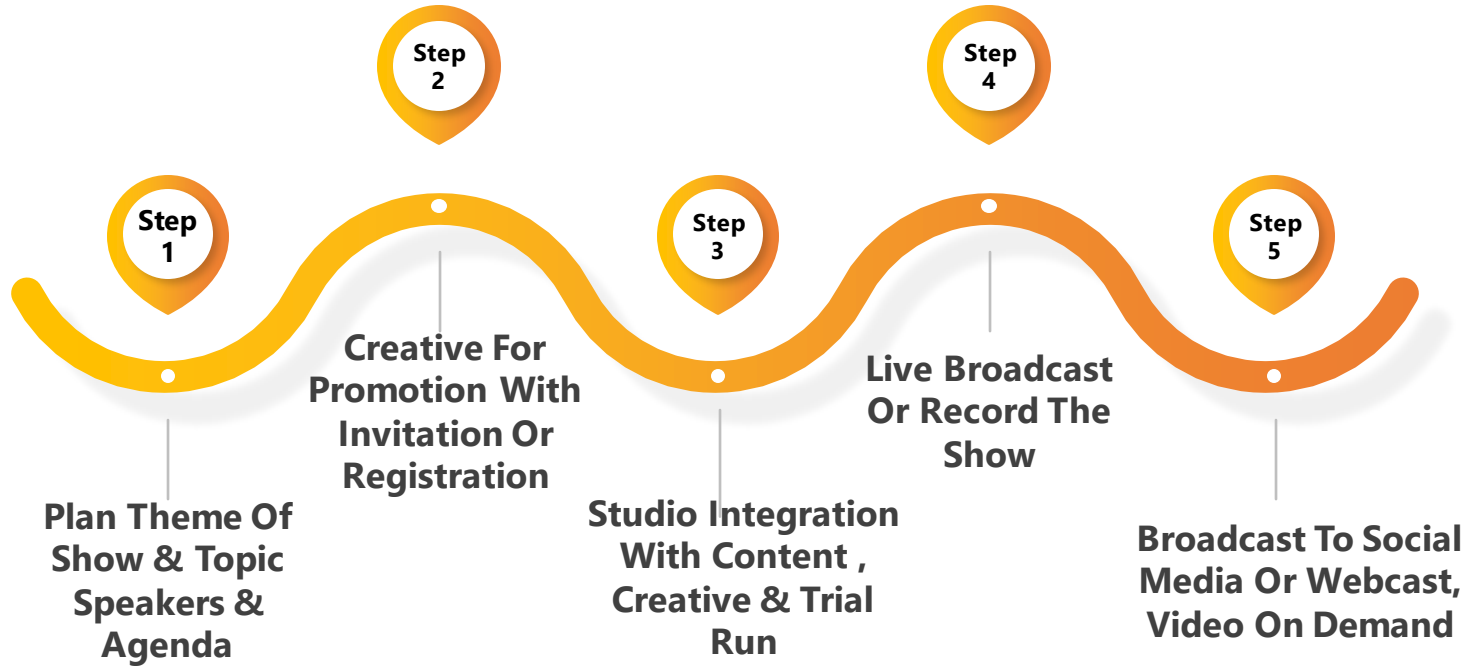 Step
1
Plan Theme Of
Show & Topic
Speakers &
Agenda
Step
2
Creative For
Promotion With
Invitation Or
Registration
Step
3
Studio Integration
With Content ,
Creative & Trial
Run
Step
4
Live Broadcast
Or Record The
Show
Step
5
Broadcast To Social
Media Or Webcast,
Video On Demand